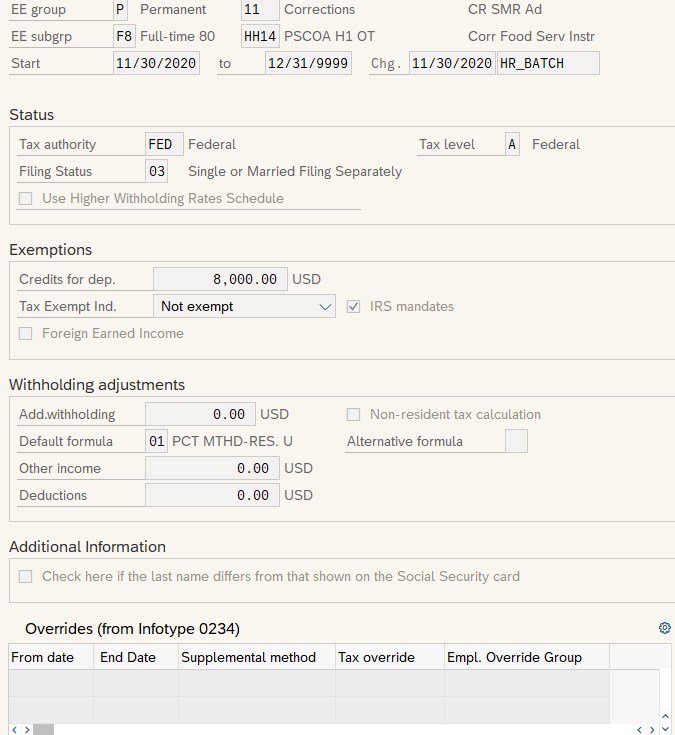 EE group P Permanent 11 Corrections CR SMR Ad
EE subgrp F8 Full-time 80 HH14 PSCOA H1 OT Corr Food Serv Instr
Start 11/30/2020 to 12/31/9999 Chg. 11/30/2020 HR_BATCH
Status
Tax authority FED Federal Tax level A Federal
Filing Status 03 Single or Married Filing Separately
Use Higher Withholding Rates Schedule
Exemptions
Credits for dep. 8,000.00 USD
Tax Exempt Ind. Not exempt IRS mandates
Foreign Earned Income
Withholding adjustments
Add.withholding 0.00 USD Non-resident tax calculation
Default formula 01 PCT MTHD-RES. U Alternative formula
Other income 0.00 USD
Deductions 0.00 USD
Additional Information
Check here if the last name differs from that shown on the Social Security card
Overrides (from Infotype 0234)
From date End Date Supplemental method Tax override Empl. Override Group